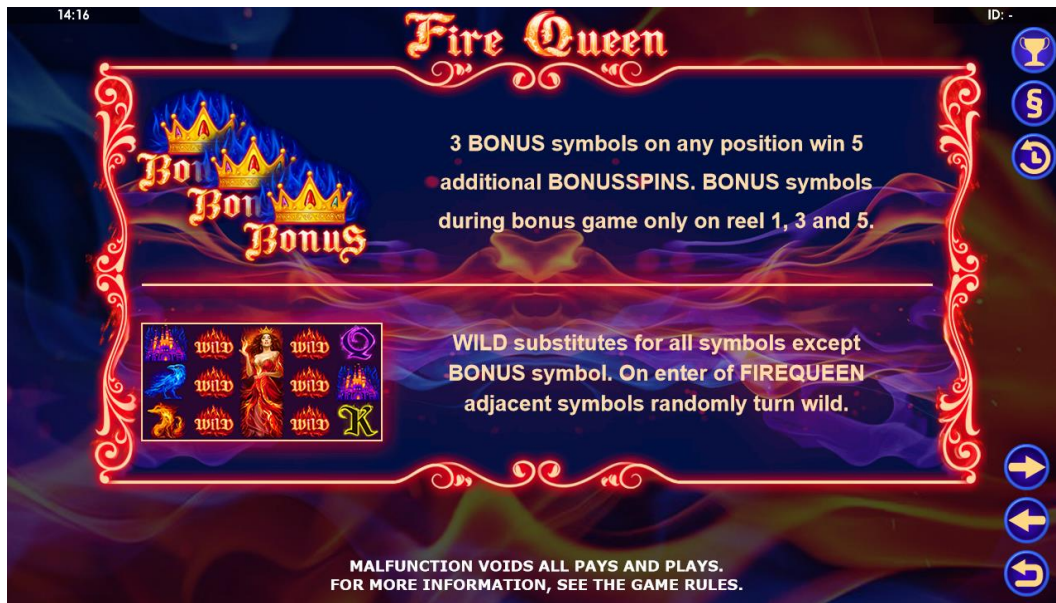 14:16
ID: -
Fire Queen
Bon
Bon
Bonus
3 BONUS symbols on any position win 5
additional BONUSSPINS. BONUS symbols
during bonus game only on reel 1, 3 and 5.
WILD WILD Q
WILD WILD
WILD WILD K
WILD substitutes for all symbols except
BONUS symbol. On enter of FIREQUEEN
adjacent symbols randomly turn wild.
MALFUNCTION VOIDS ALL PAYS AND PLAYS.
FOR MORE INFORMATION, SEE THE GAME RULES.